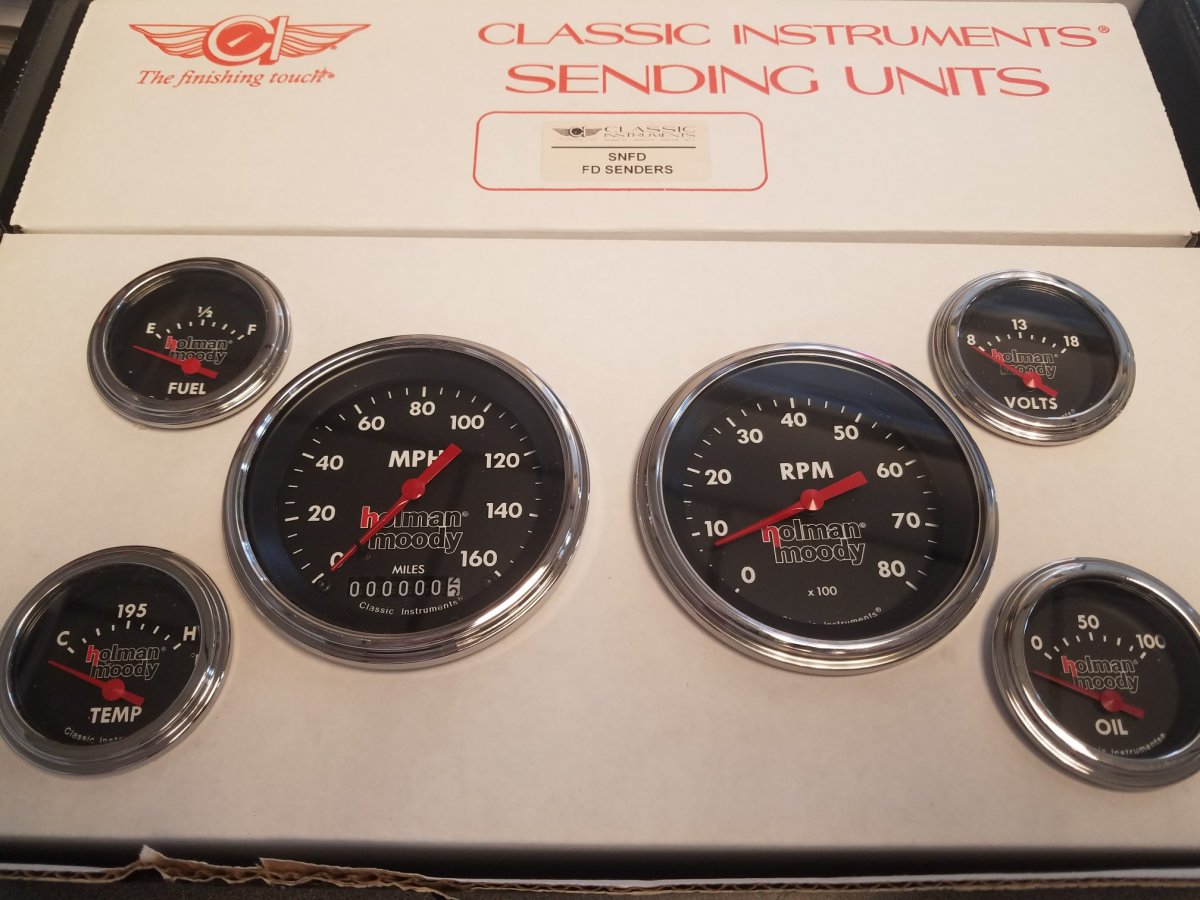 CLASSIC INSTRUMENTS®
The finishing touch
SENDING UNITS
CLASSIC
INSTRUMENTS
SNFD
FD SENDERS
E ½ F
holman
moody
FUEL
0 20 40 60 80 100 120 140 160
MPH
holman®
moody
MILES
000000
Classic Instruments
0 10 20 30 40 50 60 70 80
RPM
holman®
moody
x 100
Classic Instruments®
8 13 18
holman
moody
VOLTS
C 195 H
holman®
moody
TEMP
Classic
0 50 100
holman
moody
OIL
Classic Instruments®